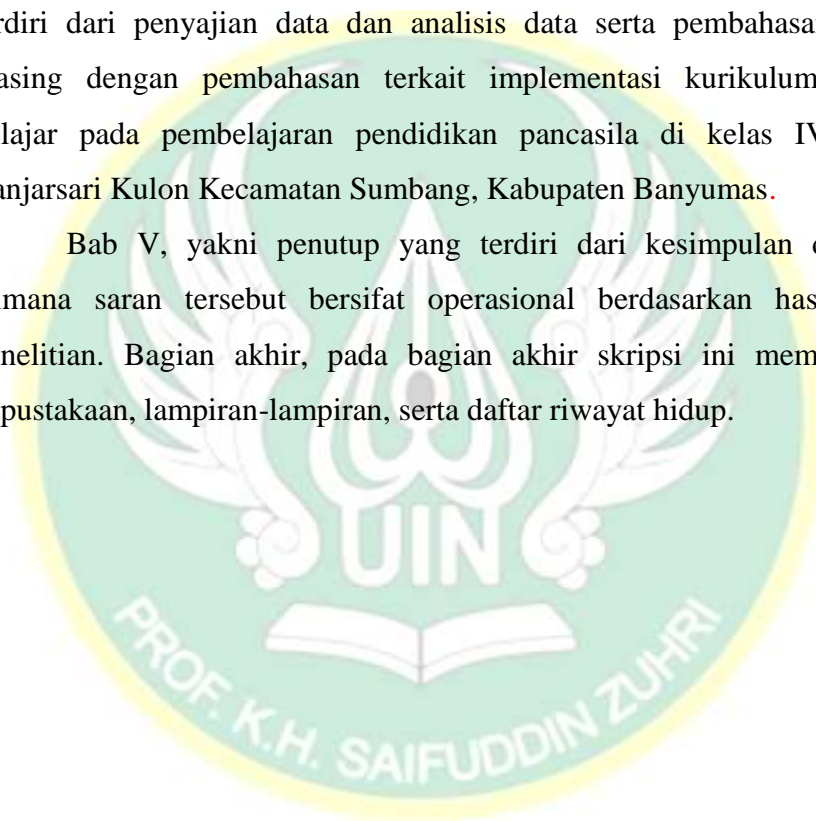 rdiri dari penyajian data dan analisis data serta pembahasan
asing dengan pembahasan terkait implementasi kurikulum
lajar pada pembelajaran pendidikan pancasila di kelas IV
anjarsari Kulon Kecamatan Sumbang, Kabupaten Banyumas.
Bab V, yakni penutup yang terdiri dari kesimpulan d
mana saran tersebut bersifat operasional berdasarkan has
nelitian. Bagian akhir, pada bagian akhir skripsi ini mem
pustakaan, lampiran-lampiran, serta daftar riwayat hidup.
UIN
PROF. K.H. SAIFUDDIN ZUHRI